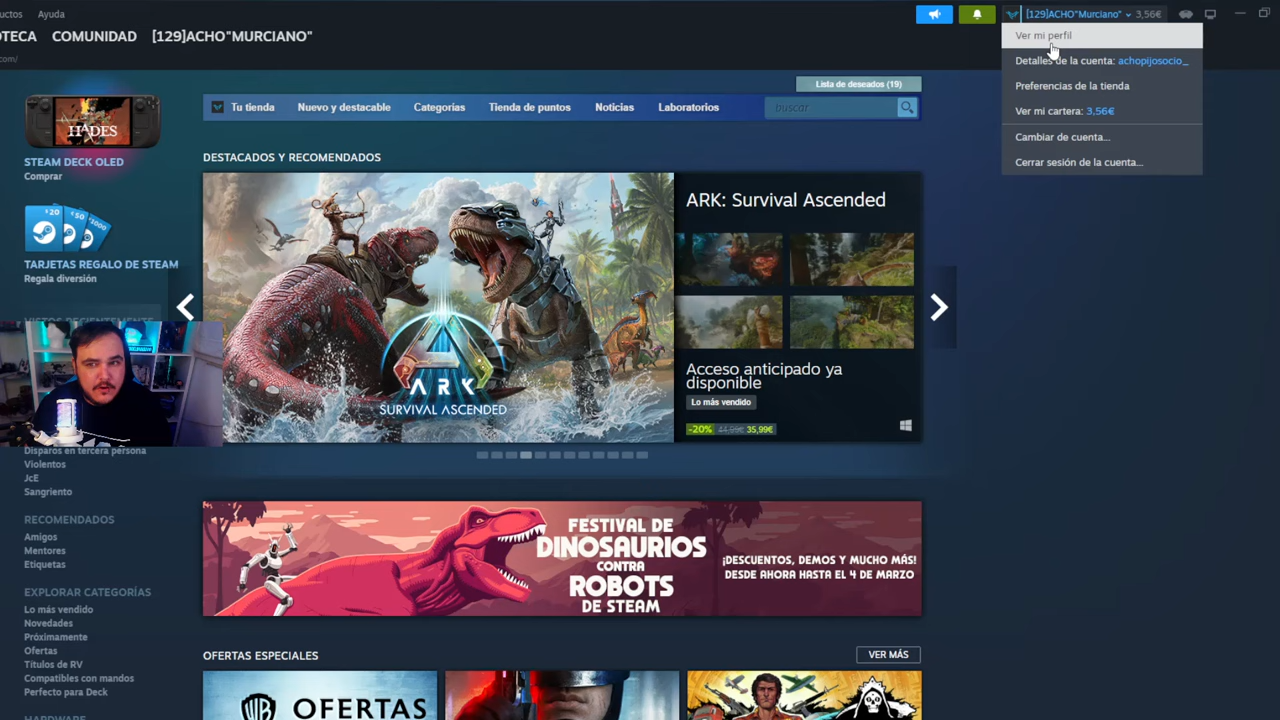 uctos Ayuda
[129]ACHO"Murciano" 3,56€
OTECA COMUNIDAD [129]ACHO"MURCIANO"
com/
Ver mi perfil
Detalles de la cuenta: achopijosocio_
Preferencias de la tienda
Ver mi cartera: 3,56€
Cambiar de cuenta...
Cerrar sesión de la cuenta...
Lista de deseados (19)
Tu tienda Nuevo y destacable Categorías Tienda de puntos Noticias Laboratorios buscar
HADES
STEAM DECK OLED
Comprar
TARJETAS REGALO DE STEAM
Regala diversión
VISTOS RECIENTEMENTE
Disparos en tercera persona
Violentos
JcE
Sangriento
RECOMENDADOS
Amigos
Mentores
Etiquetas
EXPLORAR CATEGORÍAS
Lo más vendido
Novedades
Próximamente
Ofertas
Títulos de RV
Compatibles con mandos
Perfecto para Deck
HARDWARE
DESTACADOS Y RECOMENDADOS
ARK
SURVIVAL ASCENDED
ARK: Survival Ascended
Acceso anticipado ya
disponible
Lo más vendido
-20% 44,99€ 35,99€
FESTIVAL DE
DINOSAURIOS
CONTRA
ROBOTS
DE STEAM
¡DESCUENTOS, DEMOS Y MUCHO MÁS!
DESDE AHORA HASTA EL 4 DE MARZO
OFERTAS ESPECIALES
VER MÁS
OFERTAS